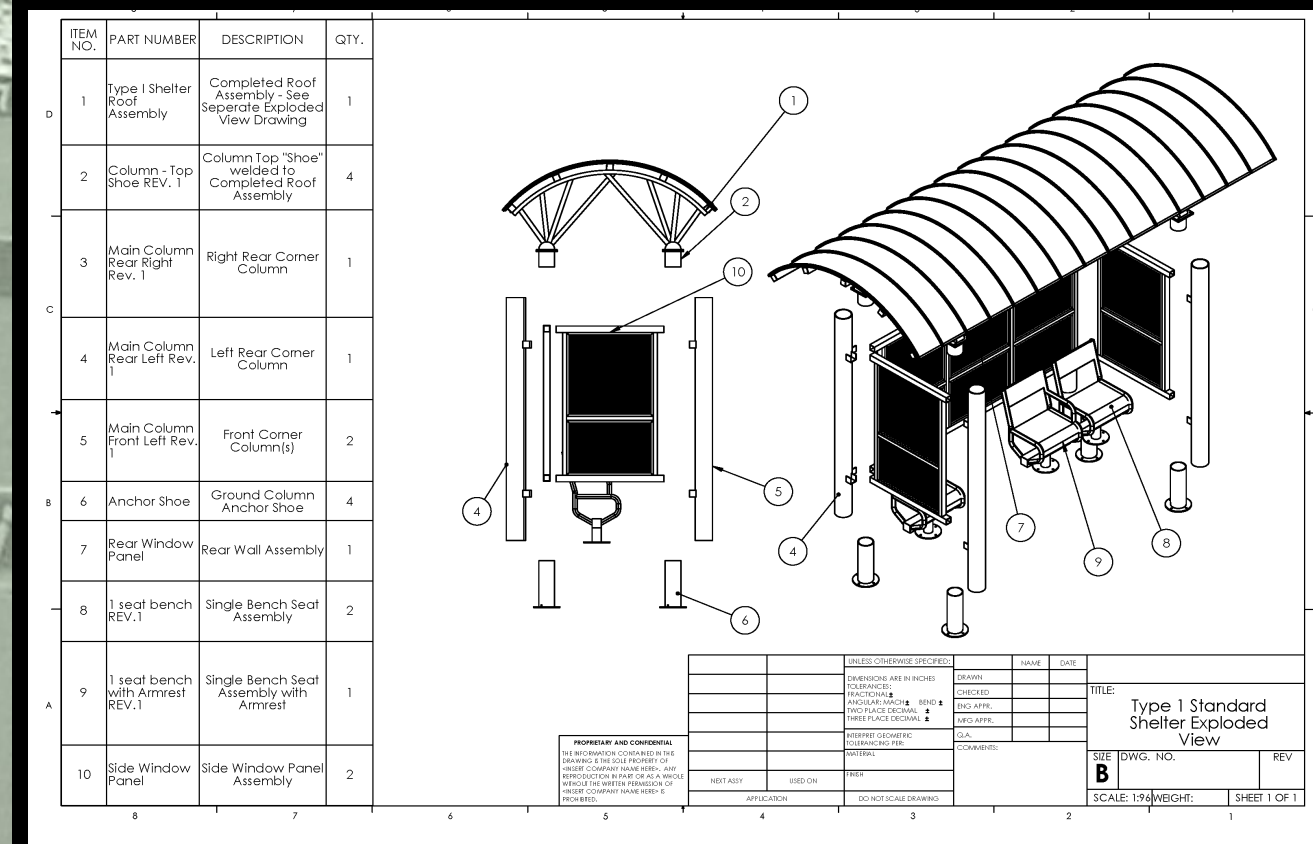 ITEM NO. PART NUMBER DESCRIPTION QTY.
1
Type I Shelter
Roof
Assembly
Completed Roof
Assembly - See
Seperate Exploded
View Drawing
1
2
Column - Top
Shoe REV. 1
Column Top "Shoe"
welded to
Completed Roof
Assembly
4
3
Main Column
Rear Right
Rev. 1
Right Rear Corner
Column
1
4
Main Column
Rear Left Rev.
1
Left Rear Corner
Column
1
5
Main Column
Front Left Rev.
1
Front Corner
Column(s)
2
6
Anchor Shoe
Ground Column
Anchor Shoe
4
7
Rear Window
Panel
Rear Wall Assembly
1
8
1 seat bench
REV.1
Single Bench Seat
Assembly
2
9
1 seat bench
with Armrest
REV.1
Single Bench Seat
Assembly with
Armrest
1
10
Side Window
Panel
Side Window Panel
Assembly
2
D
C
B
A
1
2
10
4
5
6
4
7
9
8
PROPRIETARY AND CONFIDENTIAL
THE INFORMATION CONTAINED IN THIS
DRAWING IS THE SOLE PROPERTY OF
<INSERT COMPANY NAME HERE>. ANY
REPRODUCTION IN PART OR AS A WHOLE
WITHOUT THE WRITTEN PERMISSION OF
<INSERT COMPANY NAME HERE> IS
PROHIBITED.
NEXT ASSY
USED ON
APPLICATION
UNLESS OTHERWISE SPECIFIED:
DIMENSIONS ARE IN INCHES
TOLERANCES:
FRACTIONAL±
ANGULAR: MACH± BEND ±
TWO PLACE DECIMAL ±
THREE PLACE DECIMAL ±
INTERPRET GEOMETRIC
TOLERANCING PER:
MATERIAL
FINISH
DO NOT SCALE DRAWING
NAME
DATE
DRAWN
CHECKED
ENG APPR.
MFG APPR.
Q.A.
COMMENTS:
TITLE:
Type 1 Standard
Shelter Exploded
View
SIZE
B
DWG. NO.
REV
SCALE: 1:96
WEIGHT:
SHEET 1 OF 1
8
7
6
5
4
3
2
1